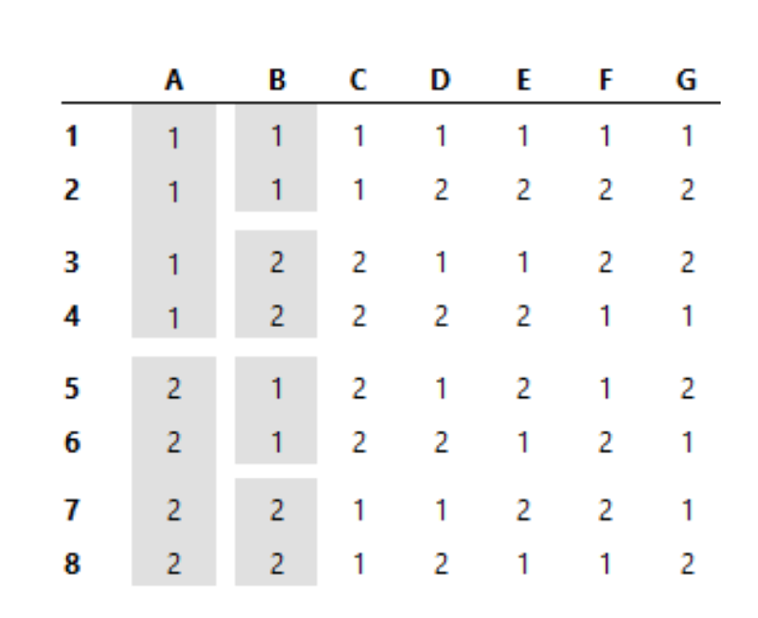 A B C D E F G
1 1 1 1 1 1 1 1
2 1 1 1 2 2 2 2
3 1 2 2 1 1 2 2
4 1 2 2 2 2 1 1
5 2 1 2 1 2 1 2
6 2 1 2 2 1 2 1
7 2 2 1 1 2 2 1
8 2 2 1 2 1 1 2